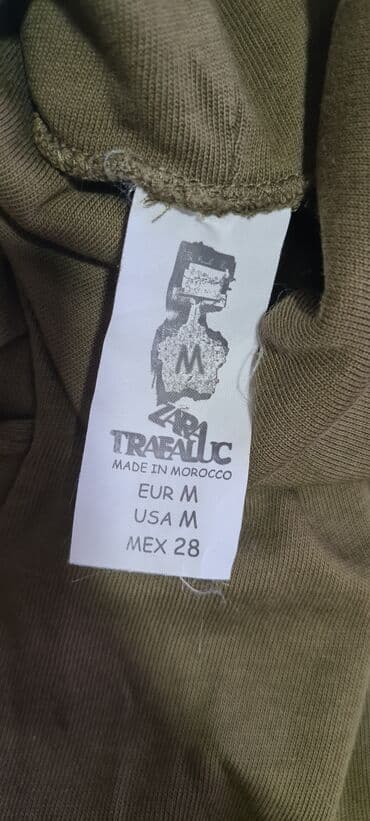 M
ZARA
TRAFALUC
MADE IN MOROCCO
EUR M
USA M
MEX 28